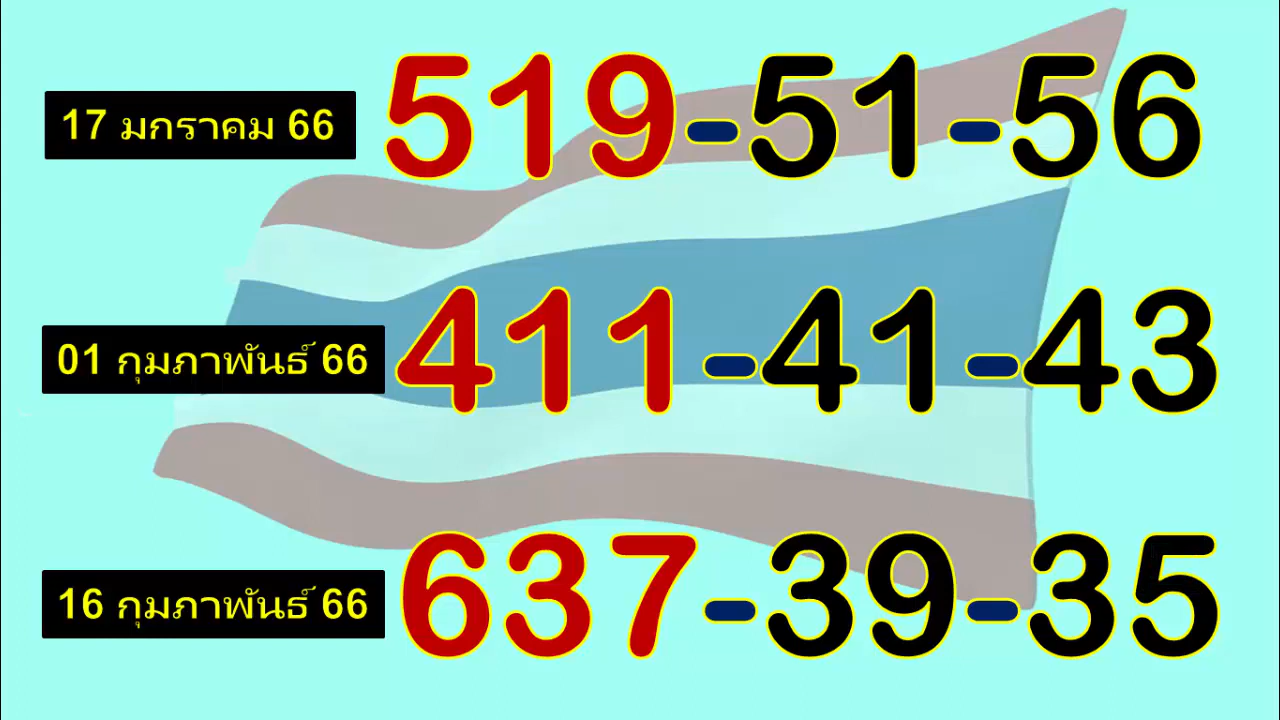 17 มกราคม 66 519-51-56
01 กุมภาพันธ์ 66 411-41-43
16 กุมภาพันธ์ 66 637-39-35